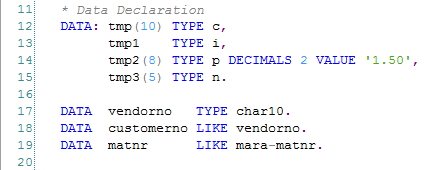 11 * Data Declaration
12 DATA: tmp(10) TYPE c,
13 tmp1 TYPE i,
14 tmp2(8) TYPE p DECIMALS 2 VALUE '1.50',
15 tmp3(5) TYPE n.
16
17 DATA vendorno TYPE char10.
18 DATA customerno LIKE vendorno.
19 DATA matnr LIKE mara-matnr.
20